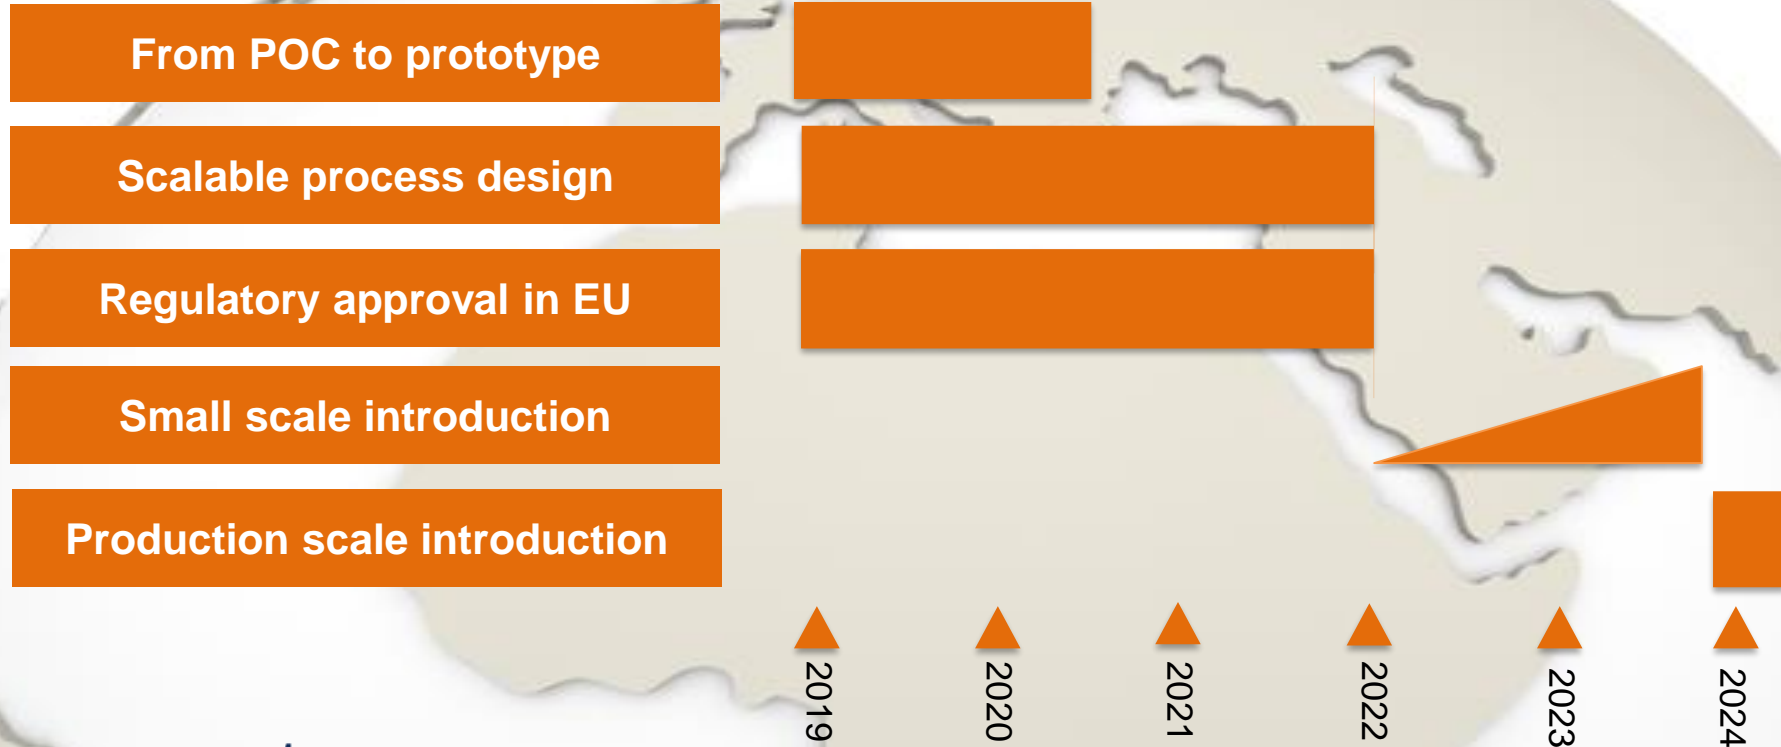 From POC to prototype
Scalable process design
Regulatory approval in EU
Small scale introduction
Production scale introduction
2019
2020
2021
2022
2023
2024